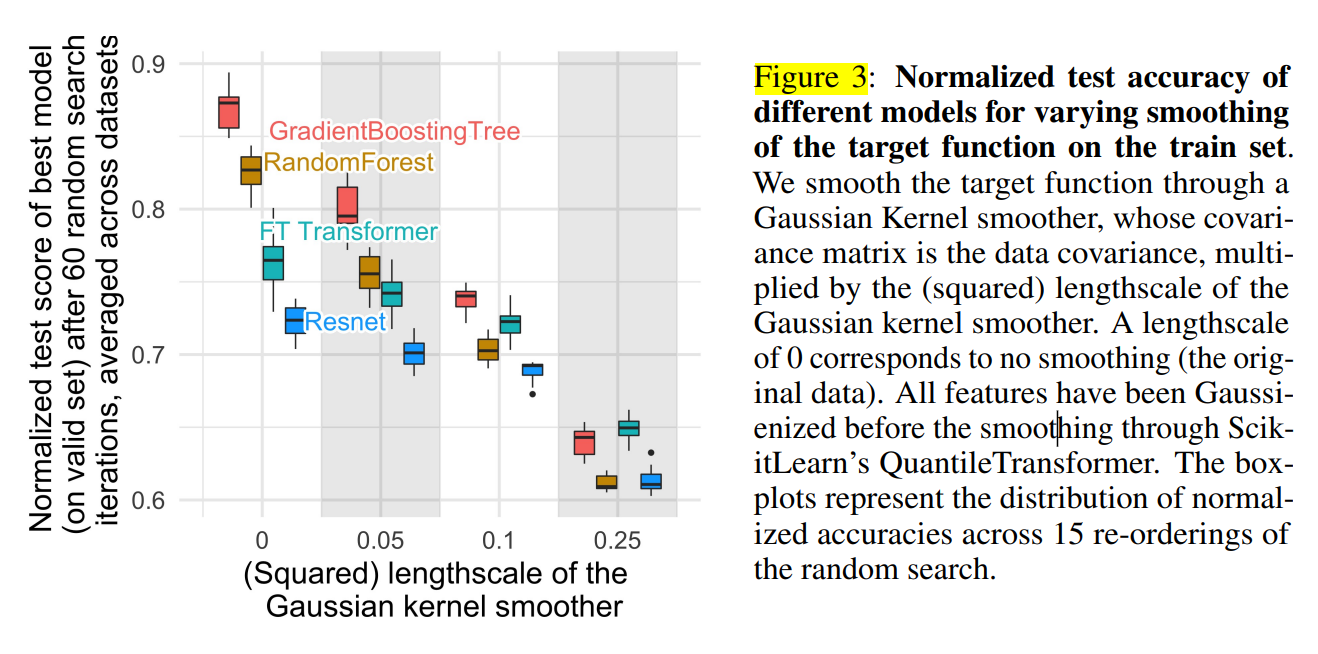 Normalized test score of best model
(on valid set) after 60 random search
iterations, averaged across datasets
0.9
0.8
0.7
0.6
GradientBoostingTree
RandomForest
FT Transformer
Resnet
0 0.05 0.1 0.25
(Squared) lengthscale of the
Gaussian kernel smoother
Figure 3: Normalized test accuracy of
different models for varying smoothing
of the target function on the train set.
We smooth the target function through a
Gaussian Kernel smoother, whose covari-
ance matrix is the data covariance, multi-
plied by the (squared) lengthscale of the
Gaussian kernel smoother. A lengthscale
of 0 corresponds to no smoothing (the orig-
inal data). All features have been Gaussi-
enized before the smoothing through Scik-
itLearn's QuantileTransformer. The box-
plots represent the distribution of normal-
ized accuracies across 15 re-orderings of
the random search.